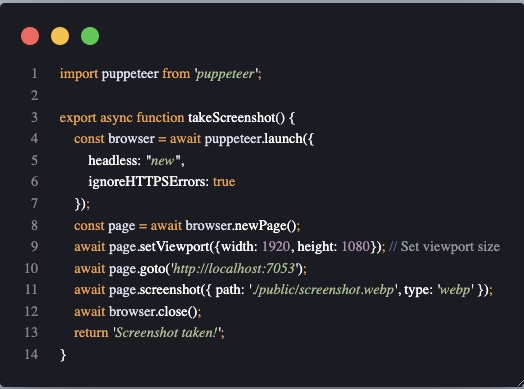 1 import puppeteer from 'puppeteer';
2
3 export async function takeScreenshot() {
4 const browser = await puppeteer.launch({
5 headless: "new",
6 ignoreHTTPSErrors: true
7 });
8 const page = await browser.newPage();
9 await page.setViewport({width: 1920, height: 1080}); // Set viewport size
10 await page.goto('http://localhost:7053');
11 await page.screenshot({ path: './public/screenshot.webp', type: 'webp' });
12 await browser.close();
13 return 'Screenshot taken!';
14 }